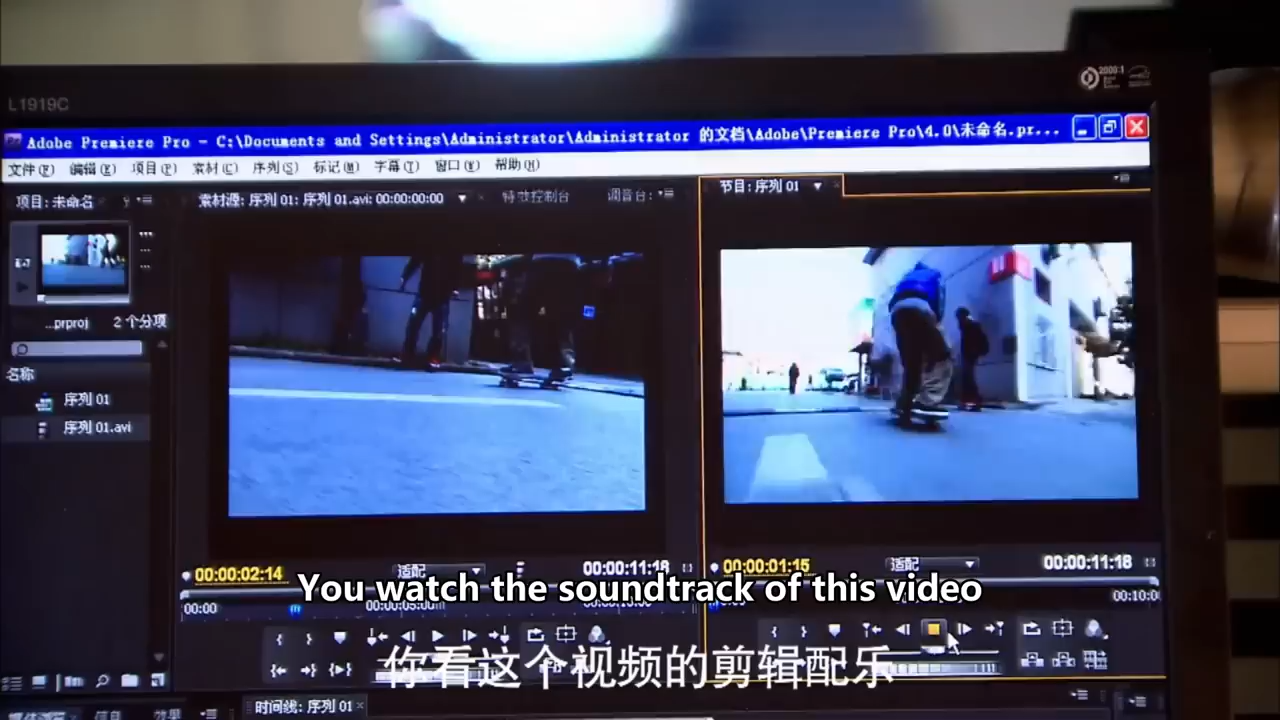 L1919C
2000:1
Adobe Premiere Pro - C:\Documents and Settings\Administrator\Administrator 的文档\Adobe\Premiere Pro\4.0\未命名.pr...
文件(F) 编辑(E) 项目(P) 素材(C) 序列(S) 标记(M) 字幕(T) 窗口(W) 帮助(H)
项目: 未命名
素材源: 序列 01: 序列 01.avi: 00:00:00:00
特效控制台
调音台:
节目: 序列 01
...prproj 2 个分项
名称
序列 01
序列 01.avi
00:00:02:14 适配 00:00:11:18
00:00:01:15 适配 00:00:11:18
You watch the soundtrack of this video
00:00
00:10:0
你看这个视频的剪辑配乐
信息 效果
时间线: 序列 01